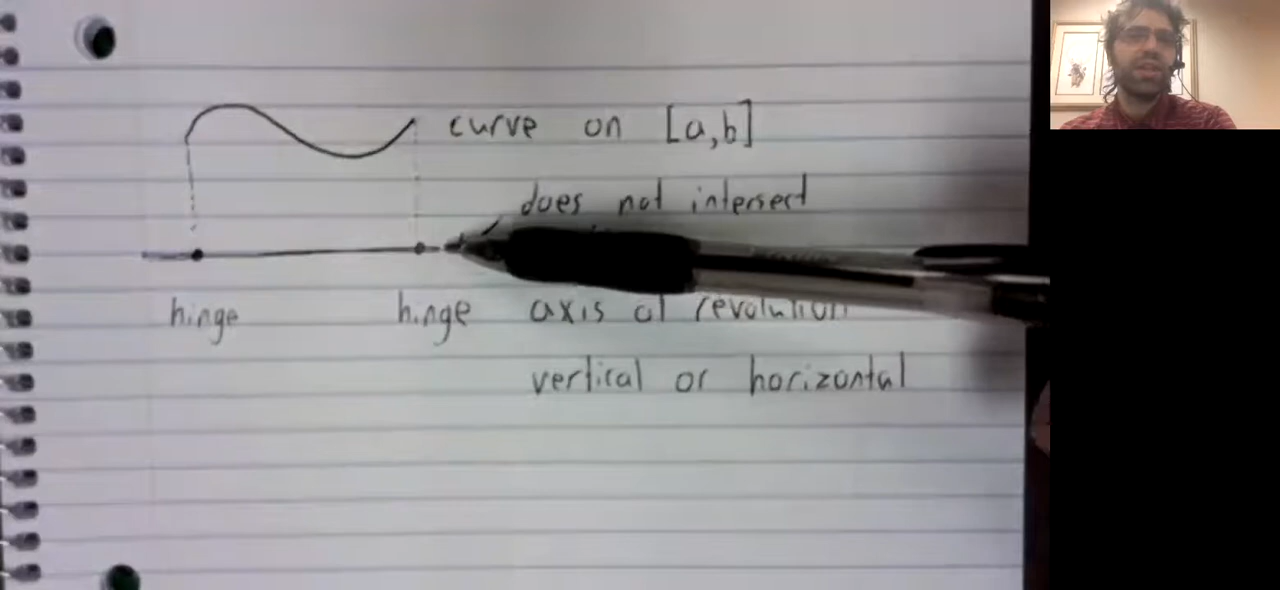 curve on [a,b]
does not intersect
hinge hinge axis of revolution
vertical or horizontal